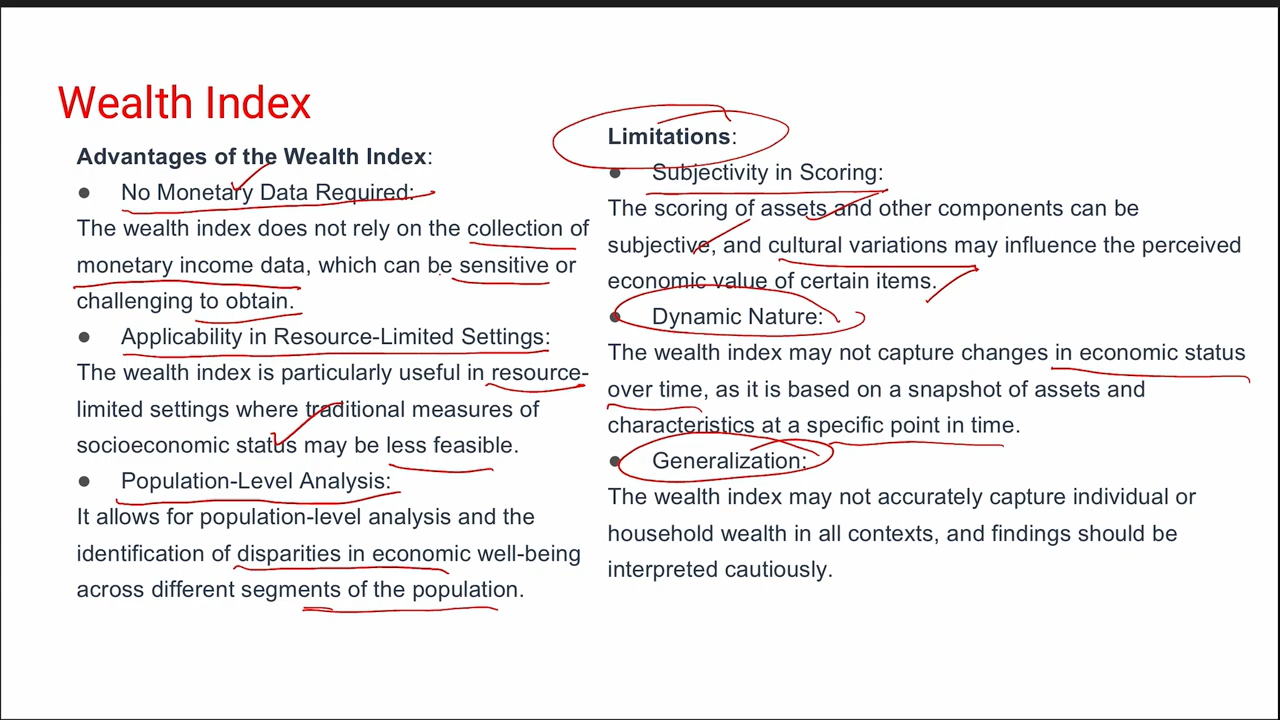 Wealth Index
Advantages of the Wealth Index:
● No Monetary Data Required:
The wealth index does not rely on the collection of
monetary income data, which can be sensitive or
challenging to obtain.
● Applicability in Resource-Limited Settings:
The wealth index is particularly useful in resource-
limited settings where traditional measures of
socioeconomic status may be less feasible.
● Population-Level Analysis:
It allows for population-level analysis and the
identification of disparities in economic well-being
across different segments of the population.
Limitations:
● Subjectivity in Scoring:
The scoring of assets and other components can be
subjective, and cultural variations may influence the perceived
economic value of certain items.
● Dynamic Nature:
The wealth index may not capture changes in economic status
over time, as it is based on a snapshot of assets and
characteristics at a specific point in time.
● Generalization:
The wealth index may not accurately capture individual or
household wealth in all contexts, and findings should be
interpreted cautiously.